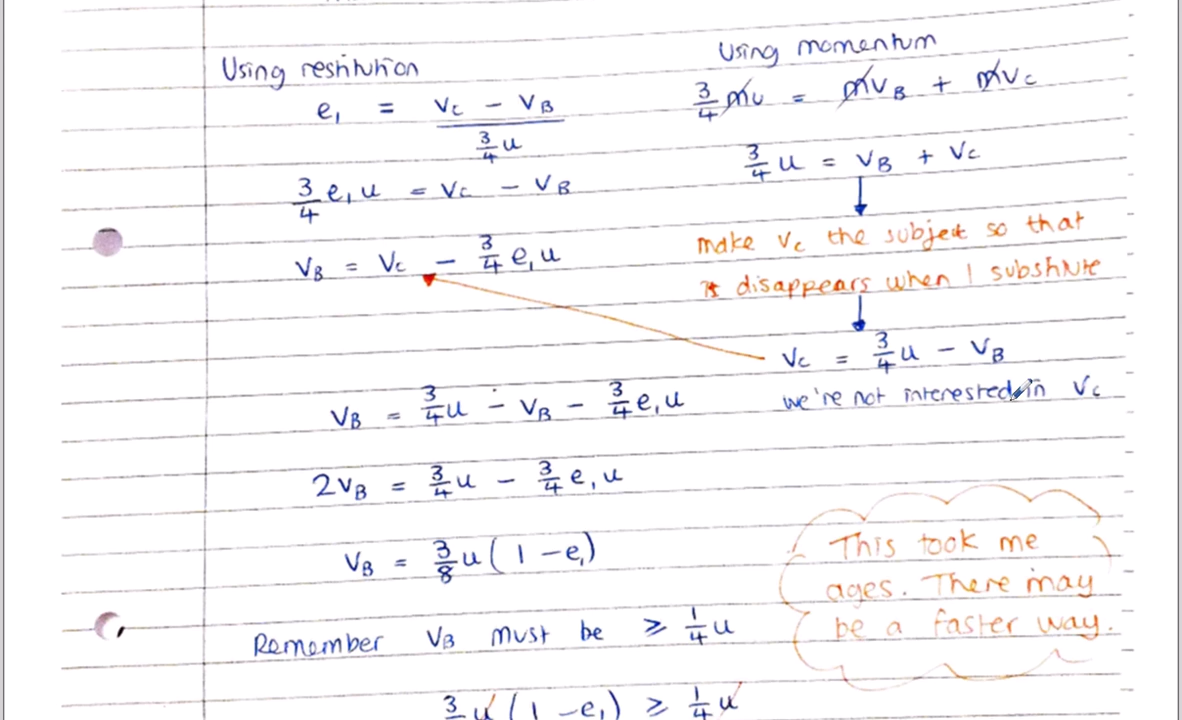 Using restitution
e₁ = (v_c - v_B) / (3/4 u)
3/4 e₁u = v_c - v_B
v_B = v_c - 3/4 e₁u
Using momentum
3/4 mu = mv_B + mv_c
3/4 u = v_B + v_c
make v_c the subject so that
it disappears when I substitute
v_c = 3/4 u - v_B
we're not interested in v_c
v_B = 3/4 u - v_B - 3/4 e₁u
2v_B = 3/4 u - 3/4 e₁u
v_B = 3/8 u(1 - e₁)
This took me
ages. There may
be a faster way.
Remember v_B must be ≥ 1/4 u
u(1 - e₁) ≥ 1/4 u